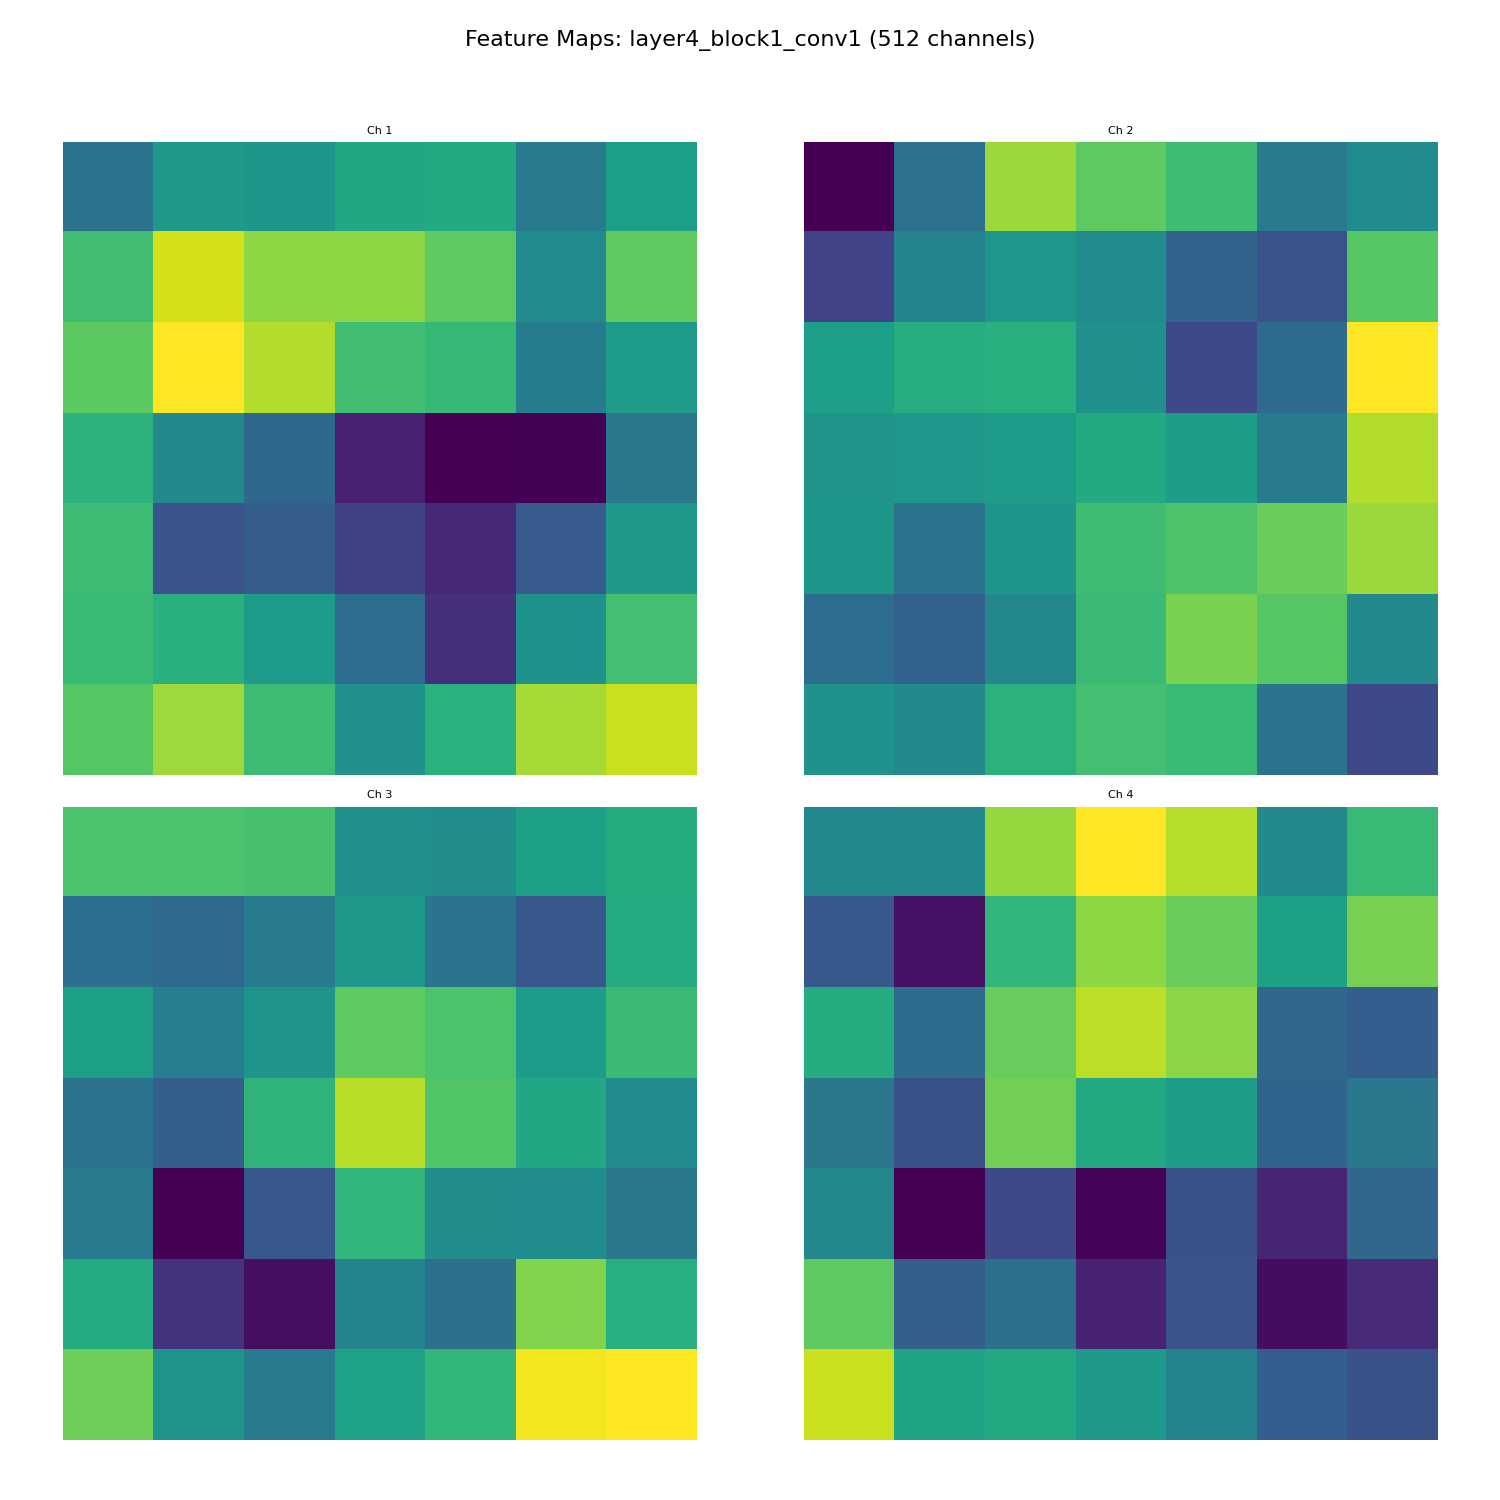 Feature Maps: layer4_block1_conv1 (512 channels)
Ch 1
Ch 2
Ch 3
Ch 4